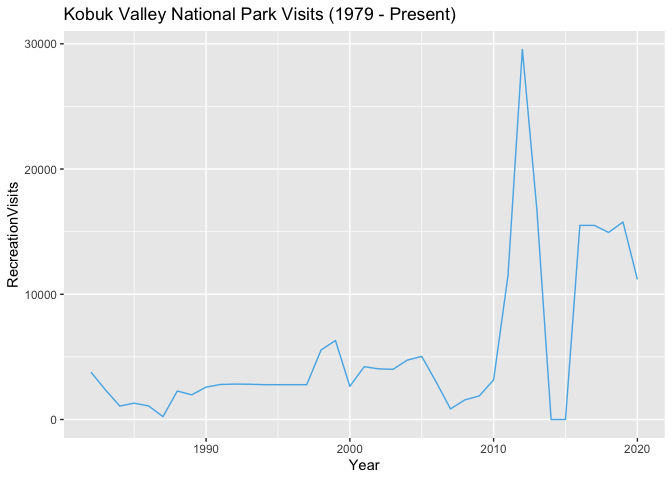 Kobuk Valley National Park Visits (1979 - Present)
30000
20000
10000
0
RecreationVisits
1990
2000
2010
2020
Year